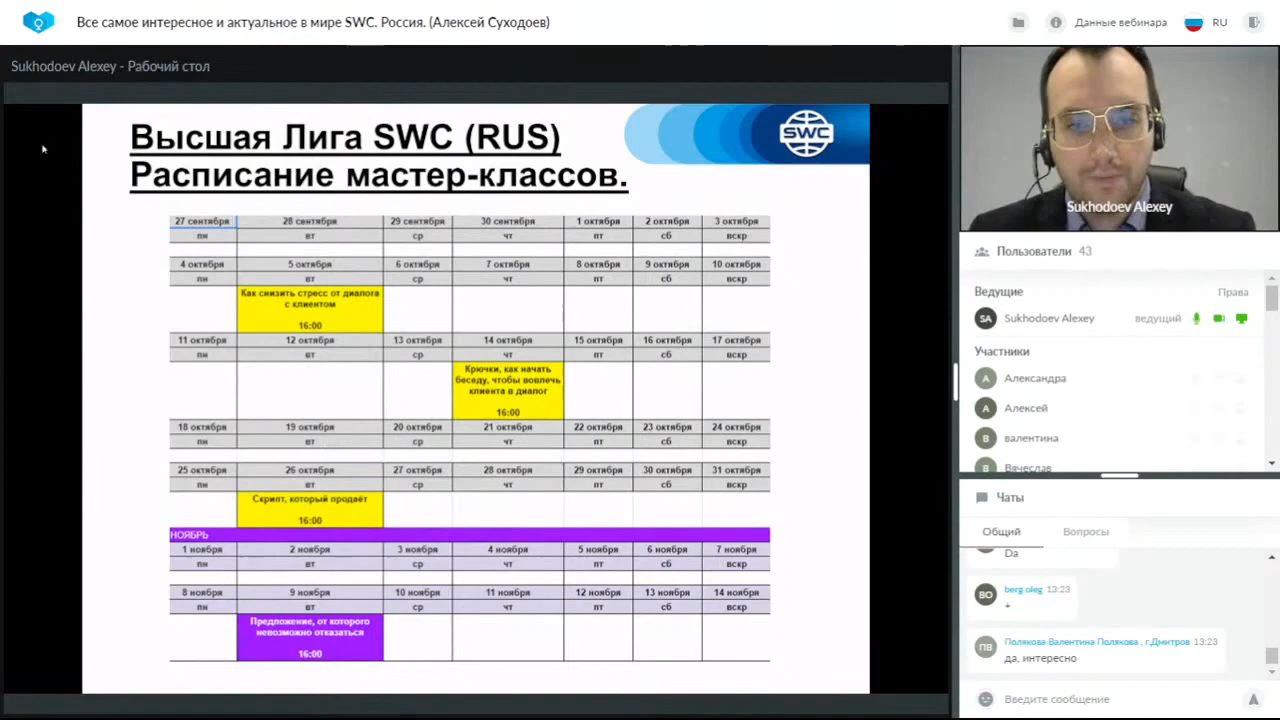 Все самое интересное и актуальное в мире SWC. Россия. (Алексей Суходоев)
Данные вебинара
RU
Sukhodoev Alexey - Рабочий стол
Высшая Лига SWC (RUS)
Расписание мастер-классов.
SWC
27 сентября 28 сентября 29 сентября 30 сентября 1 октября 2 октября 3 октября
пн вт ср чт пт сб вскр
4 октября 5 октября 6 октября 7 октября 8 октября 9 октября 10 октября
пн вт ср чт пт сб вскр
Как снизить стресс от диалога
с клиентом
16:00
11 октября 12 октября 13 октября 14 октября 15 октября 16 октября 17 октября
пн вт ср чт пт сб вскр
Крючки, как начать
беседу, чтобы вовлечь
клиента в диалог
16:00
18 октября 19 октября 20 октября 21 октября 22 октября 23 октября 24 октября
пн вт ср чт пт сб вскр
25 октября 26 октября 27 октября 28 октября 29 октября 30 октября 31 октября
пн вт ср чт пт сб вскр
Скрипт, который продвёт
16:00
НОЯБРЬ
1 ноября 2 ноября 3 ноября 4 ноября 5 ноября 6 ноября 7 ноября
пн вт ср чт пт сб вскр
8 ноября 9 ноября 10 ноября 11 ноября 12 ноября 13 ноября 14 ноября
пн вт ср чт пт сб вскр
Предложение, от которого
невозможно отказаться
16:00
Sukhodoev Alexey
Пользователи 43
Ведущие Права
SA Sukhodoev Alexey ведущий
Участники
А Александра
А Алексей
В валентина
В Вячеслав
Чаты
Общий Вопросы
Da
BO berg oleg 13:23
+
ПВ Полякова Валентина Полякова , г.Дмитров 13:23
да, интересно
Введите сообщение